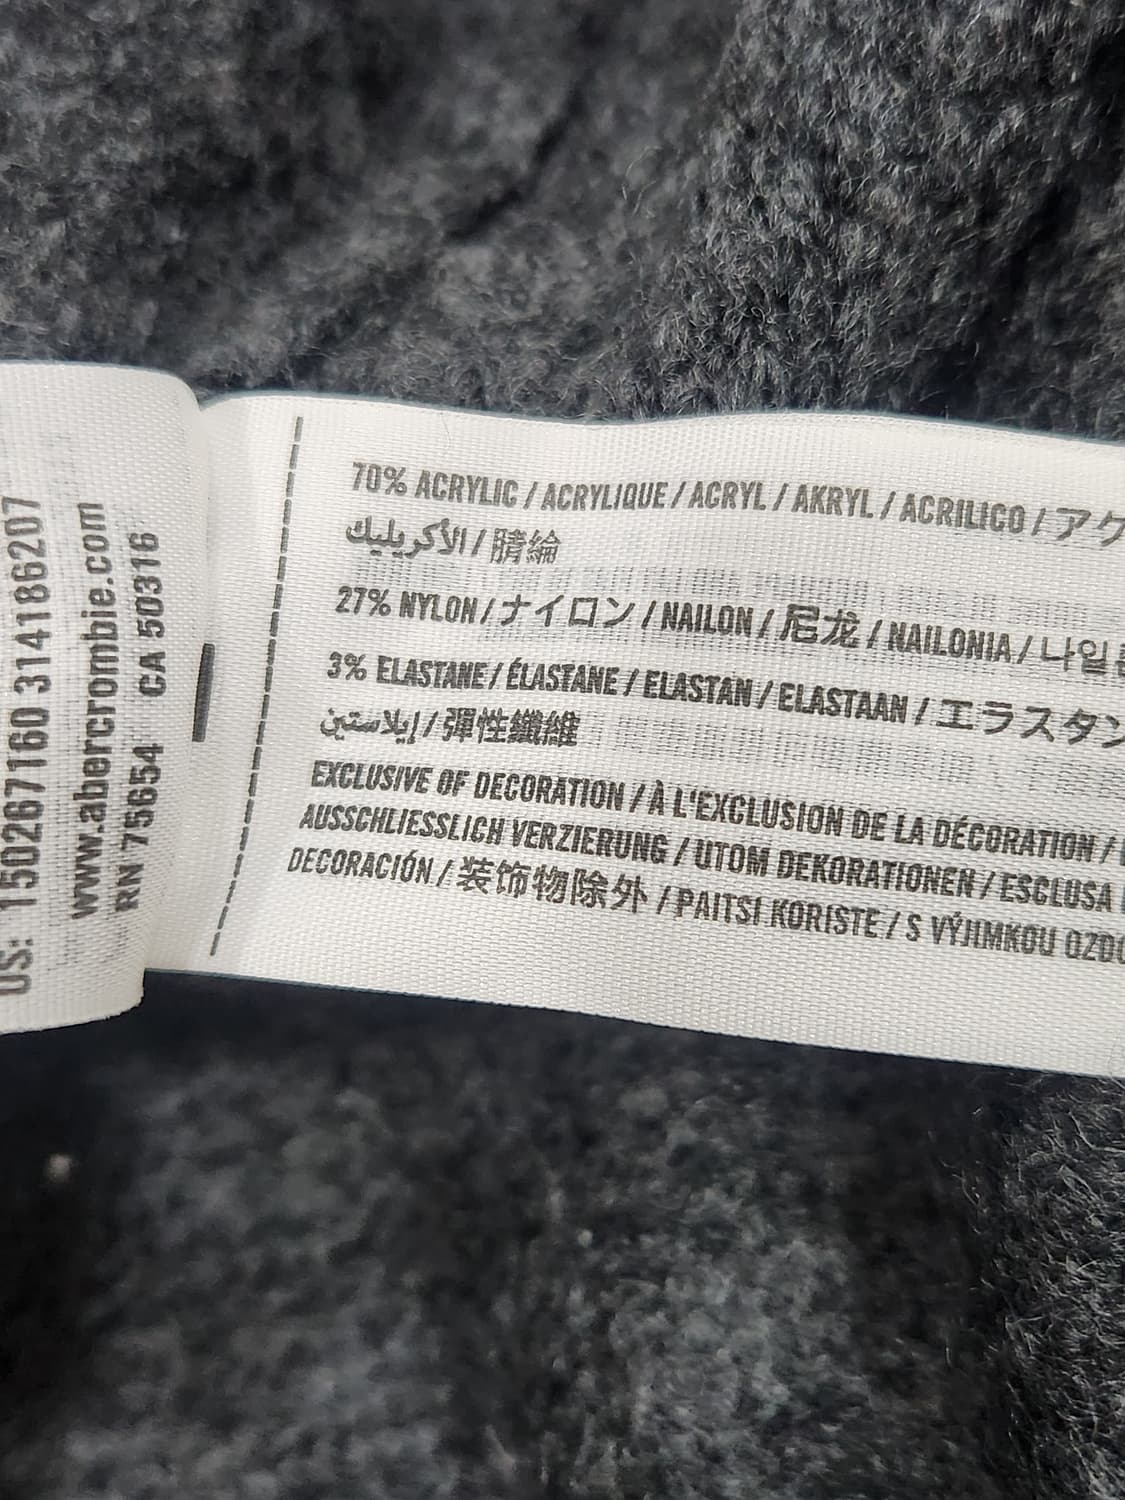 US: 1502671603141862​07
www.abercrombie.com
RN 75654 CA 50316
70% ACRYLIC / ACRYLIQUE / ACRYL / AKRYL / ACRILICO / アク
الأكريليك / 腈綸
27% NYLON / ナイロン / NAILON / 尼龙 / NAILONIA / 나일론
3% ELASTANE / ÉLASTANE / ELASTAN / ELASTAAN / エラスタン
إيلاستين / 彈性纖維
EXCLUSIVE OF DECORATION / À L'EXCLUSION DE LA DÉCORATION /
AUSSCHLIESSLICH VERZIERUNG / UTOM DEKORATIONEN / ESCLUSA
DECORACIÓN / 装饰物除外 / PAITSI KORISTE / S VÝJIMKOU